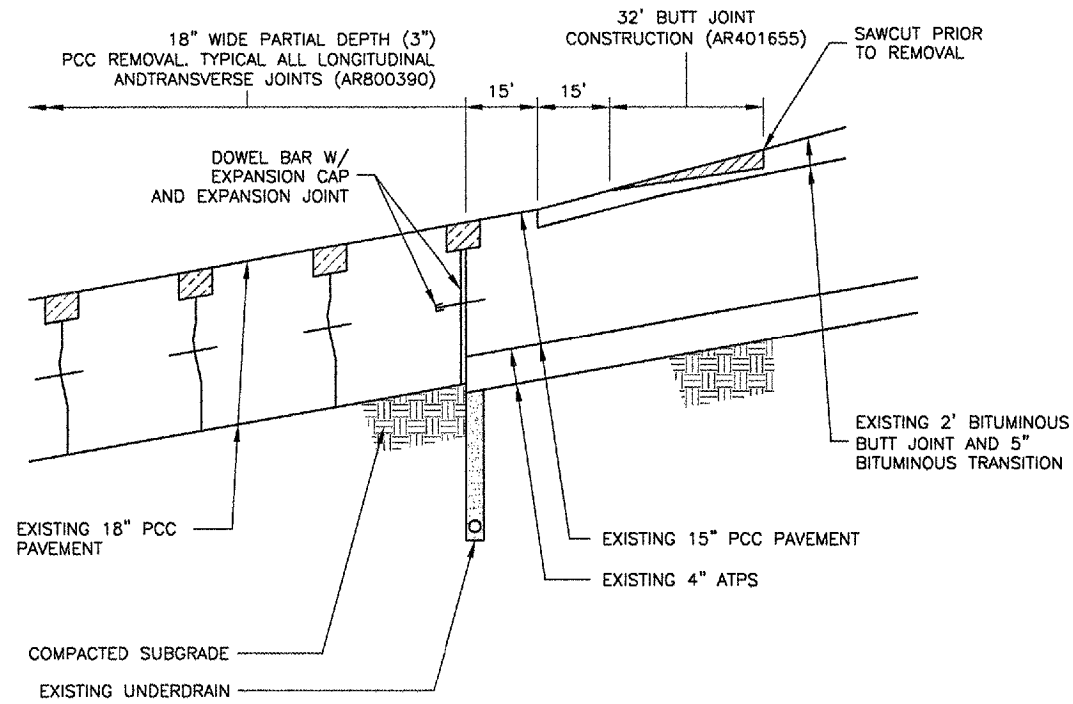 18" WIDE PARTIAL DEPTH (3")
PCC REMOVAL. TYPICAL ALL LONGITUDINAL
ANDTRANSVERSE JOINTS (AR800390)
32' BUTT JOINT
CONSTRUCTION (AR401655)
SAWCUT PRIOR
TO REMOVAL
15'
15'
DOWEL BAR W/
EXPANSION CAP
AND EXPANSION JOINT
EXISTING 2' BITUMINOUS
BUTT JOINT AND 5"
BITUMINOUS TRANSITION
EXISTING 18" PCC
PAVEMENT
EXISTING 15" PCC PAVEMENT
EXISTING 4" ATPS
COMPACTED SUBGRADE
EXISTING UNDERDRAIN